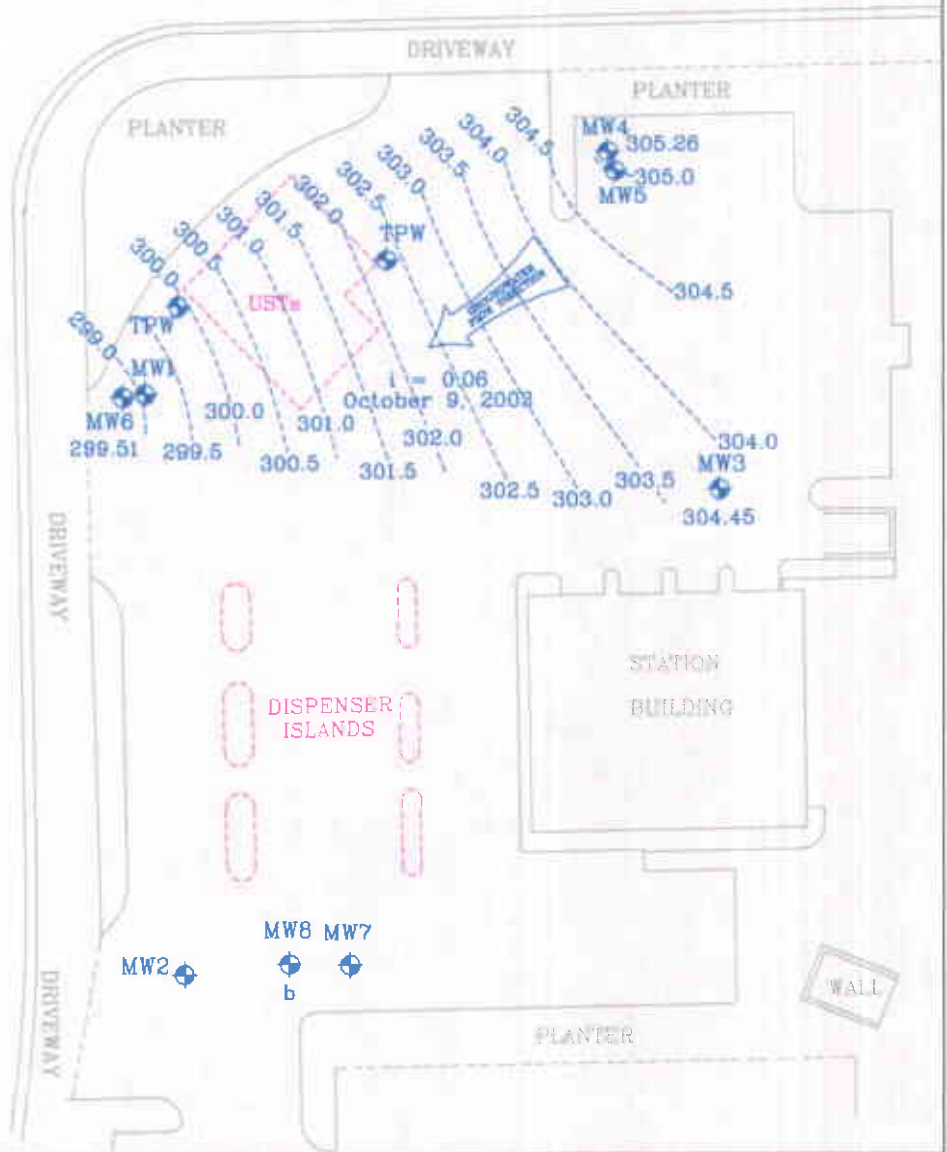 DRIVEWAY
PLANTER
PLANTER
MW4
305.26
305.0
MW5
304.5
304.0
303.5
303.0
302.5
302.0
301.5
301.0
300.5
300.0
299.0
TPW
TPW
USTs
304.5
i = 0.06
October 9, 2002
MW1
MW6
299.51
299.5
300.0
300.5
301.0
301.5
302.0
302.5
303.0
303.5
304.0
MW3
304.45
DRIVEWAY
STATION
BUILDING
DISPENSER
ISLANDS
MW2
MW8
MW7
b
DRIVEWAY
WALL
PLANTER